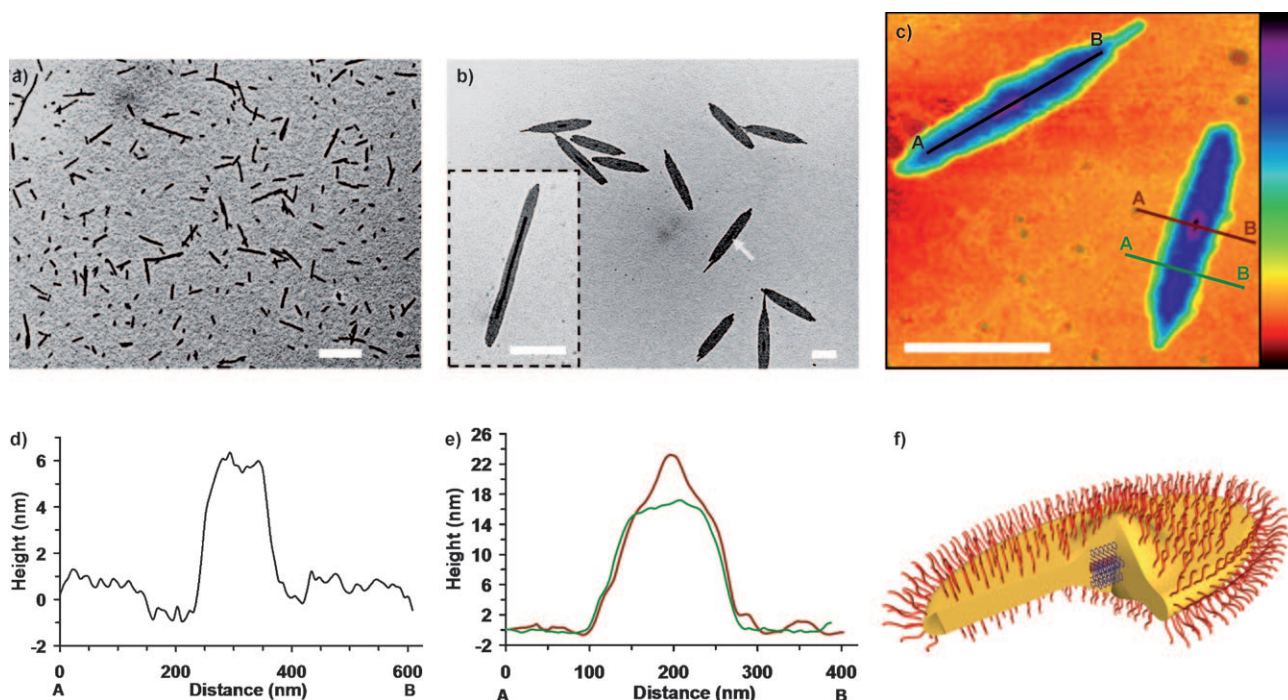 a)
b)
c)
B
A
A
B
A
B
d)
6
4
2
0
-2
Height (nm)
0
200
400
600
A
Distance (nm)
B
e)
26
22
18
14
10
6
2
-2
Height (nm)
0
100
200
300
400
A
Distance (nm)
B
f)